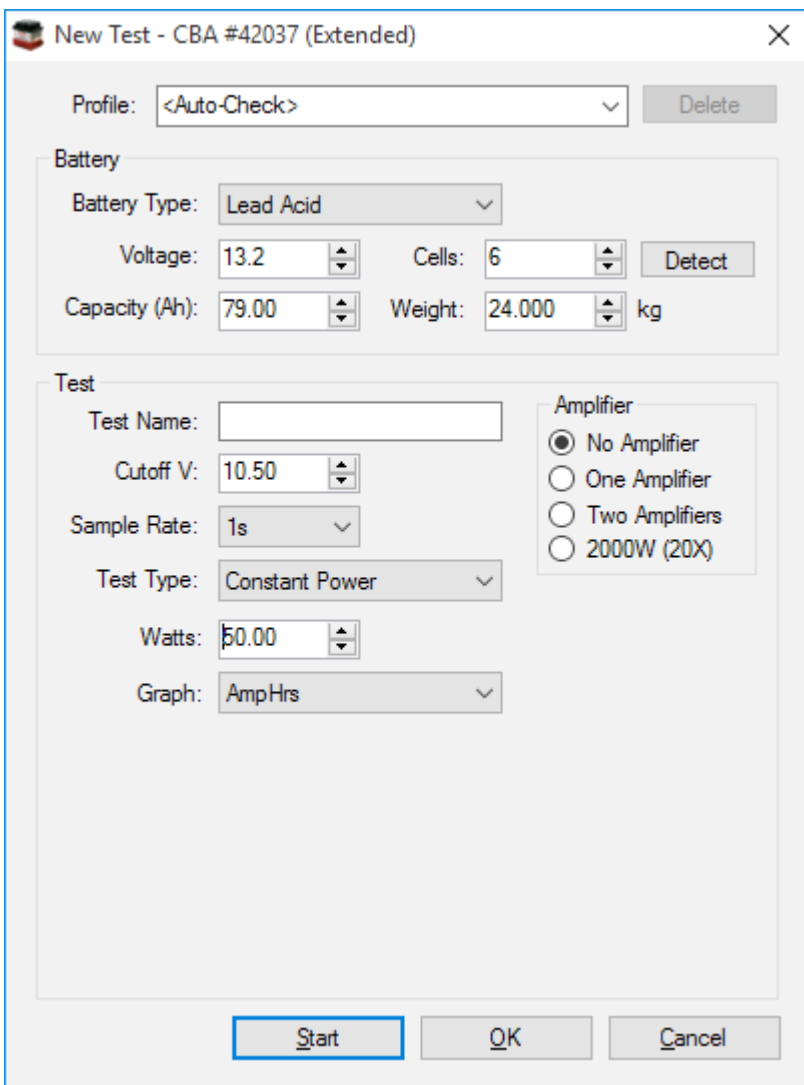 New Test - CBA #42037 (Extended)
Profile: <Auto-Check> Delete
Battery
Battery Type: Lead Acid
Voltage: 13.2 Cells: 6 Detect
Capacity (Ah): 79.00 Weight: 24.000 kg
Test
Test Name:
Amplifier
No Amplifier
One Amplifier
Two Amplifiers
2000W (20X)
Cutoff V: 10.50
Sample Rate: 1s
Test Type: Constant Power
Watts: 50.00
Graph: AmpHrs
Start OK Cancel